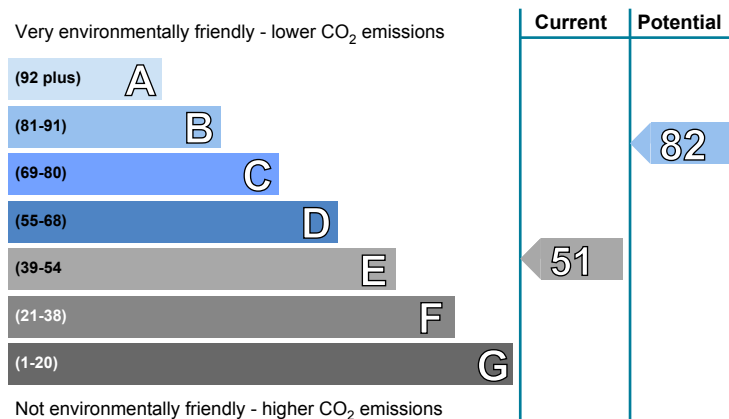 Very environmentally friendly - lower CO₂ emissions
Current
Potential
(92 plus) A
(81-91) B
82
(69-80) C
(55-68) D
(39-54 E
51
(21-38) F
(1-20) G
Not environmentally friendly - higher CO₂ emissions